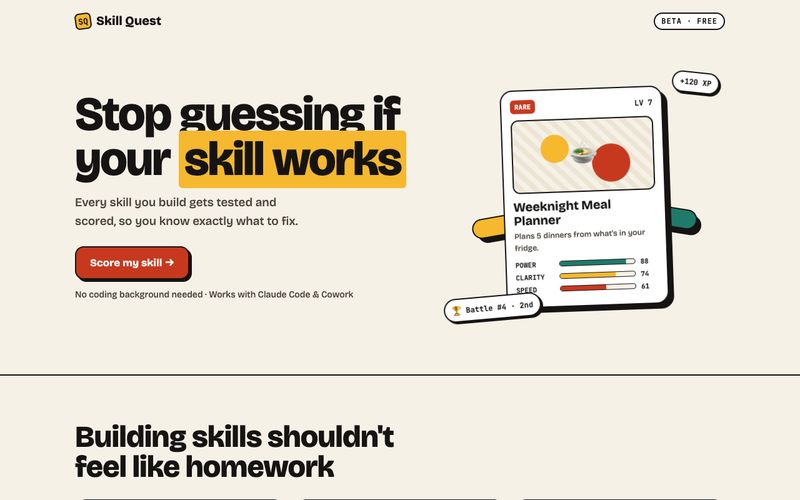 SQ Skill Quest
BETA · FREE
Stop guessing if
your skill works
Every skill you build gets tested and
scored, so you know exactly what to fix.
Score my skill →
No coding background needed · Works with Claude Code & Cowork
+120 XP
RARE
LV 7
Weeknight Meal
Planner
Plans 5 dinners from what's in your
fridge.
POWER 88
CLARITY 74
SPEED 61
Battle #4 · 2nd
Building skills shouldn't
feel like homework